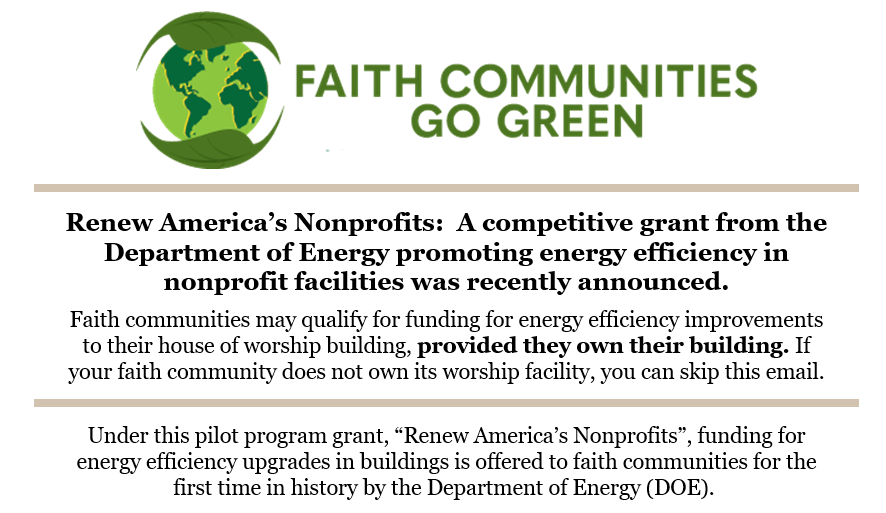 FAITH COMMUNITIES
GO GREEN
Renew America’s Nonprofits:  A competitive grant from the
Department of Energy promoting energy efficiency in
nonprofit facilities was recently announced.
Faith communities may qualify for funding for energy efficiency improvements
to their house of worship building, provided they own their building. If
your faith community does not own its worship facility, you can skip this email.
Under this pilot program grant, “Renew America’s Nonprofits”, funding for
energy efficiency upgrades in buildings is offered to faith communities for the
first time in history by the Department of Energy (DOE).